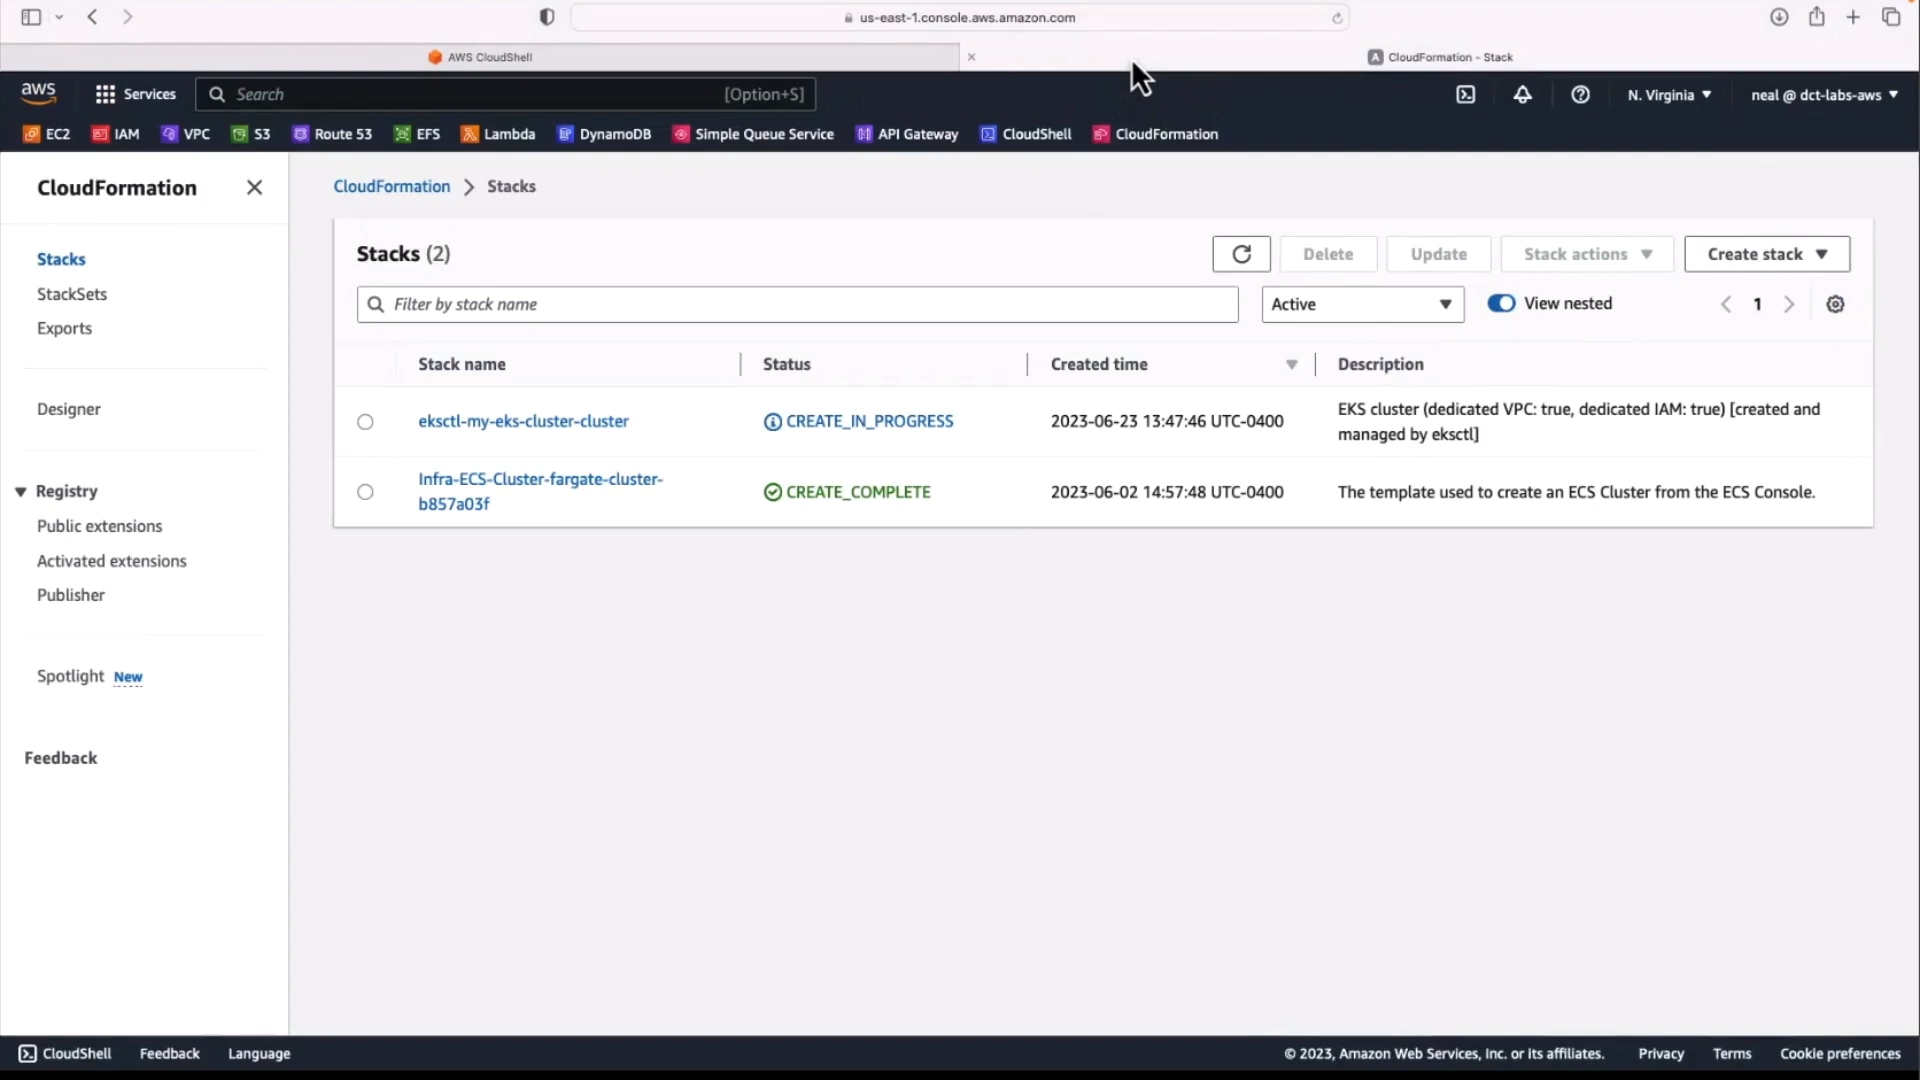 us-east-1.console.aws.amazon.com
AWS CloudShell
CloudFormation - Stack
aws
Services
Search
[Option+S]
N. Virginia
neal @ dct-labs-aws
EC2
IAM
VPC
S3
Route 53
EFS
Lambda
DynamoDB
Simple Queue Service
API Gateway
CloudShell
CloudFormation
CloudFormation
Stacks
StackSets
Exports
Designer
Registry
Public extensions
Activated extensions
Publisher
Spotlight New
Feedback
CloudFormation
Stacks
Stacks (2)
Delete
Update
Stack actions
Create stack
Filter by stack name
Active
View nested
1
Stack name
Status
Created time
Description
eksctl-my-eks-cluster-cluster
CREATE_IN_PROGRESS
2023-06-23 13:47:46 UTC-0400
EKS cluster (dedicated VPC: true, dedicated IAM: true) [created and
managed by eksctl]
Infra-ECS-Cluster-fargate-cluster-
b857a03f
CREATE_COMPLETE
2023-06-02 14:57:48 UTC-0400
The template used to create an ECS Cluster from the ECS Console.
CloudShell
Feedback
Language
© 2023, Amazon Web Services, Inc. or its affiliates.
Privacy
Terms
Cookie preferences